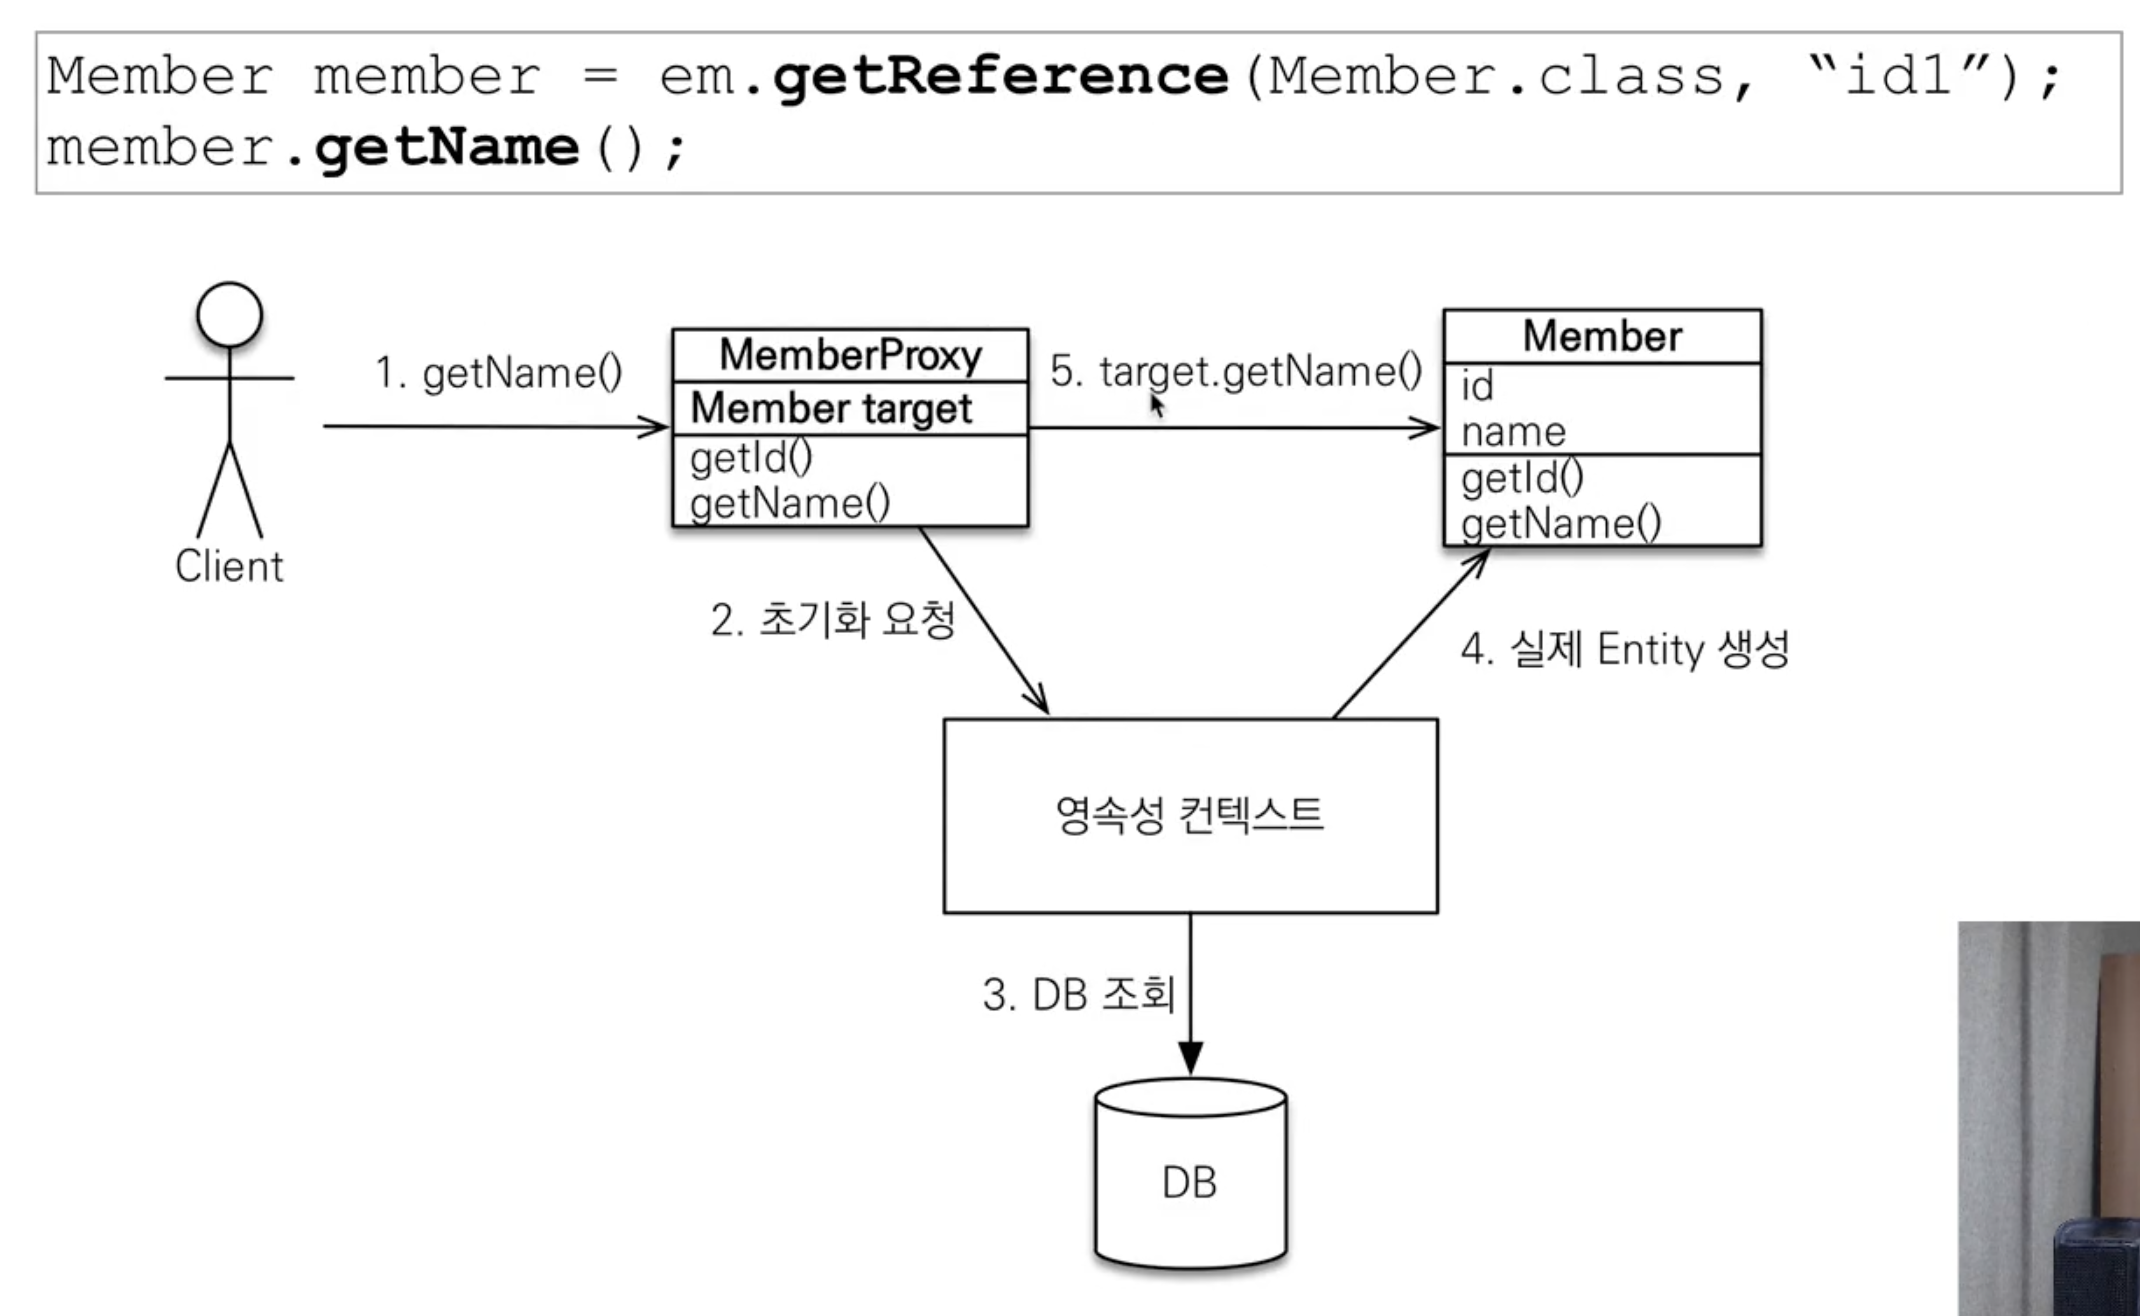 Member member = em.getReference(Member.class, “id1”);
member.getName();
1. getName()
MemberProxy
Member target
getId()
getName()
5. target.getName()
Member
id
name
getId()
getName()
Client
2. 초기화 요청
4. 실제 Entity 생성
영속성 컨텍스트
3. DB 조회
DB